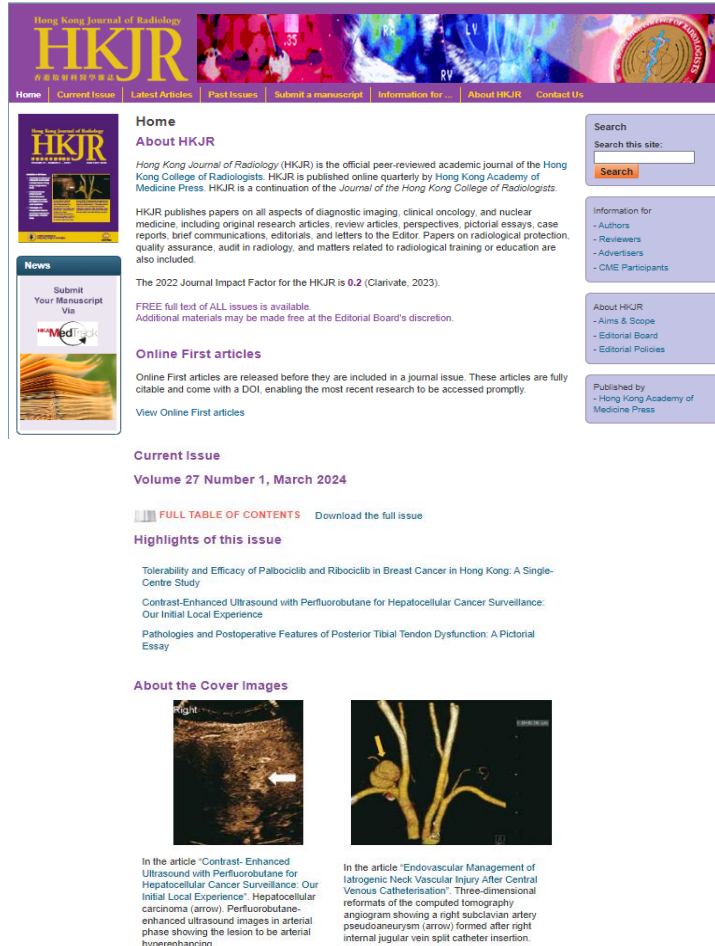 Hong Kong Journal of Radiology
HKJR
香港放射科醫學雜誌
.35
RA
LV
RV
Home
Current Issue
Latest Articles
Past Issues
Submit a manuscript
Information for ...
About HKJR
Contact Us
Hong Kong Journal of Radiology
HKJR
News
Submit
Your Manuscript
Via
MedTrack
Home
About HKJR
Hong Kong Journal of Radiology (HKJR) is the official peer-reviewed academic journal of the Hong
Kong College of Radiologists. HKJR is published online quarterly by Hong Kong Academy of
Medicine Press. HKJR is a continuation of the Journal of the Hong Kong College of Radiologists.
HKJR publishes papers on all aspects of diagnostic imaging, clinical oncology, and nuclear
medicine, including original research articles, review articles, perspectives, pictorial essays, case
reports, brief communications, editorials, and letters to the Editor. Papers on radiological protection,
quality assurance, audit in radiology, and matters related to radiological training or education are
also included.
The 2022 Journal Impact Factor for the HKJR is 0.2 (Clarivate, 2023).
FREE full text of ALL issues is available.
Additional materials may be made free at the Editorial Board's discretion.
Online First articles
Online First articles are released before they are included in a journal issue. These articles are fully
citable and come with a DOI, enabling the most recent research to be accessed promptly.
View Online First articles
Search
Search this site:
Search
Information for
- Authors
- Reviewers
- Advertisers
- CME Participants
About HKJR
- Aims & Scope
- Editorial Board
- Editorial Policies
Published by
- Hong Kong Academy of
Medicine Press
Current Issue
Volume 27 Number 1, March 2024
FULL TABLE OF CONTENTS
Download the full issue
Highlights of this issue
Tolerability and Efficacy of Palbociclib and Ribociclib in Breast Cancer in Hong Kong: A Single-
Centre Study
Contrast-Enhanced Ultrasound with Perfluorobutane for Hepatocellular Cancer Surveillance:
Our Initial Local Experience
Pathologies and Postoperative Features of Posterior Tibial Tendon Dysfunction: A Pictorial
Essay
About the Cover Images
Right
In the article “Contrast- Enhanced
Ultrasound with Perfluorobutane for
Hepatocellular Cancer Surveillance: Our
Initial Local Experience”. Hepatocellular
carcinoma (arrow). Perfluorobutane-
enhanced ultrasound images in arterial
phase showing the lesion to be arterial
hyperenhancing
In the article “Endovascular Management of
Iatrogenic Neck Vascular Injury After Central
Venous Catheterisation”. Three-dimensional
reformats of the computed tomography
angiogram showing a right subclavian artery
pseudoaneurysm (arrow) formed after right
internal jugular vein split catheter insertion.